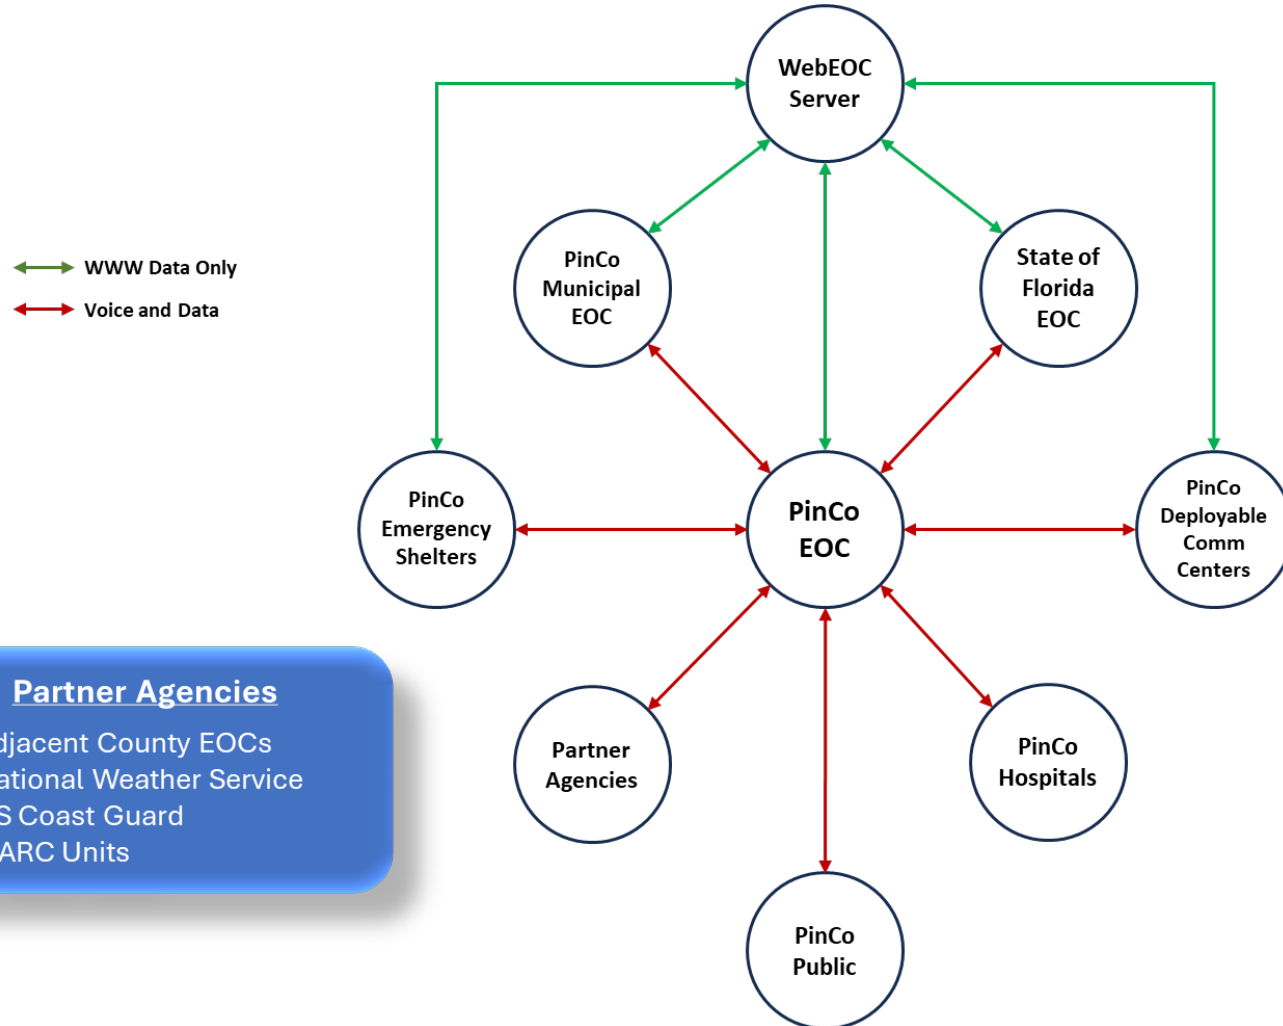 WebEOC
Server
WWW Data Only
Voice and Data
PinCo
Municipal
EOC
State of
Florida
EOC
PinCo
Emergency
Shelters
PinCo
EOC
PinCo
Deployable
Comm
Centers
Partner Agencies
djacent County EOCs
ational Weather Service
S Coast Guard
ARC Units
Partner
Agencies
PinCo
Hospitals
PinCo
Public